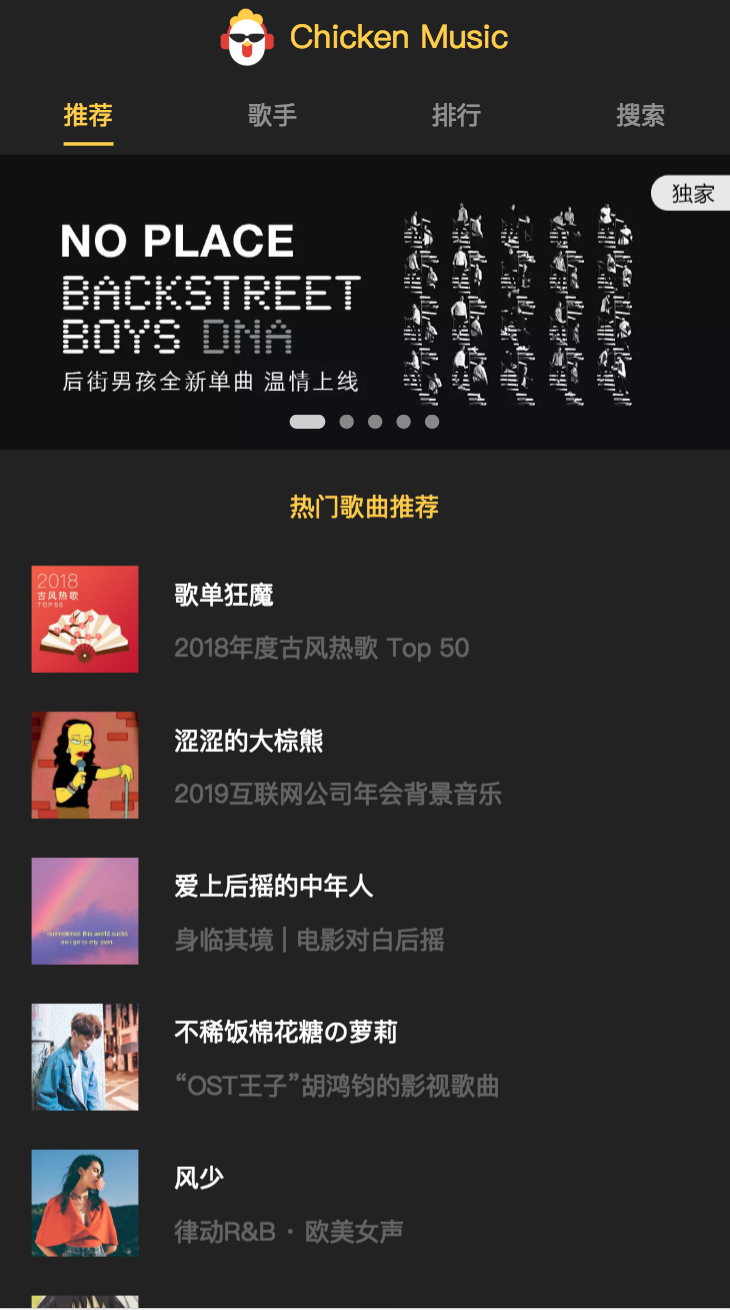 Chicken Music
推荐 歌手 排行 搜索
独家
NO PLACE
BACKSTREET
BOYS DNA
后街男孩全新单曲 温情上线
热门歌曲推荐
2018
古风热歌
TOP 50
歌单狂魔
2018年度古风热歌 Top 50
涩涩的大棕熊
2019互联网公司年会背景音乐
爱上后摇的中年人
身临其境 | 电影对白后摇
~sometimes this world sucks
so i go to my own.
不稀饭棉花糖の萝莉
“OST王子”胡鸿钧的影视歌曲
风少
律动R&B · 欧美女声